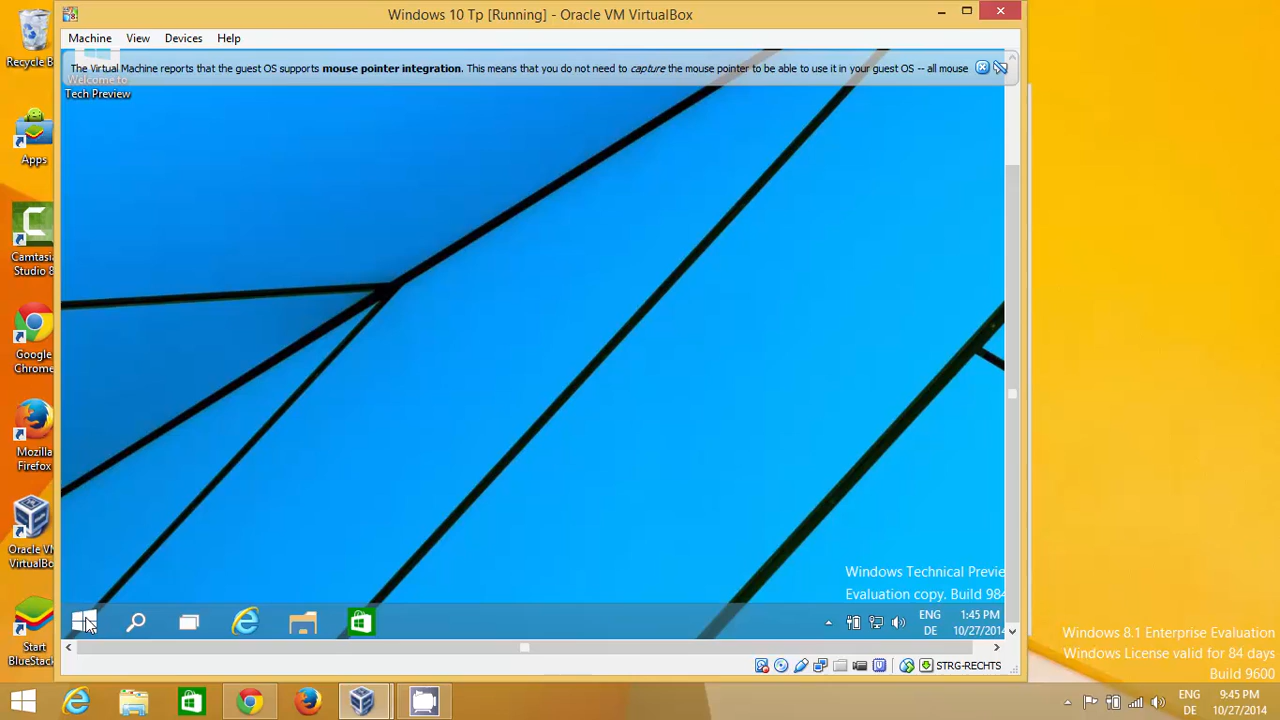 Windows 10 Tp [Running] - Oracle VM VirtualBox
Machine View Devices Help
The Virtual Machine reports that the guest OS supports mouse pointer integration. This means that you do not need to capture the mouse pointer to be able to use it in your guest OS -- all mouse
Welcome to
Tech Preview
Recycle B
Apps
Camtasia
Studio 8
Google
Chrome
Mozilla
Firefox
Oracle VM
VirtualBo
Start
BlueStack
Windows Technical Previe
Evaluation copy. Build 984
ENG 1:45 PM
DE 10/27/2014
STRG-RECHTS
Windows 8.1 Enterprise Evaluation
Windows License valid for 84 days
Build 9600
ENG 9:45 PM
DE 10/27/2014